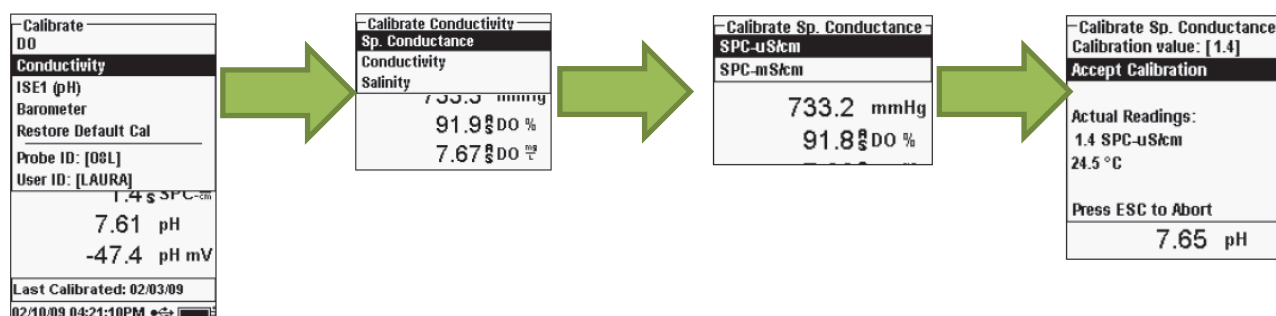 Calibrate
DO
Conductivity
ISE1 (pH)
Barometer
Restore Default Cal
Probe ID: [08L]
User ID: [LAURA]
1.4 s SPC-
7.61 pH
-47.4 pH mV
Last Calibrated: 02/03/09
02/10/09 04:21:10PM
Calibrate Conductivity
Sp. Conductance
Conductivity
Salinity
91.9 DO %
7.67 DO mg L
Calibrate Sp. Conductance
SPC-uS/cm
SPC-mS/cm
733.2 mmHg
91.8 DO %
Calibrate Sp. Conductance
Calibration value: [1.4]
Accept Calibration
Actual Readings:
1.4 SPC-uS/cm
24.5 °C
Press ESC to Abort
7.65 pH